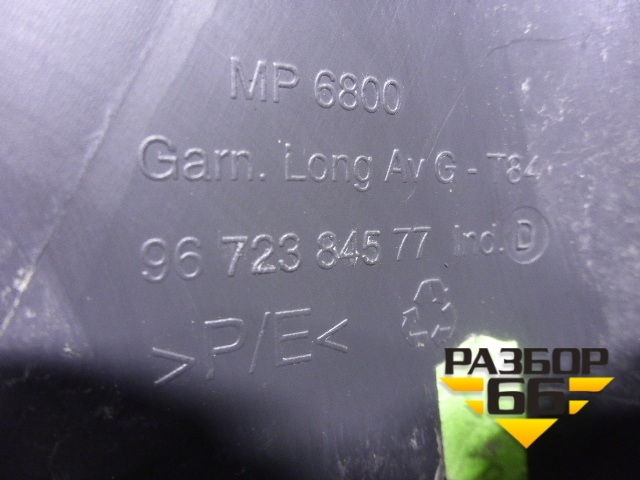 MP 6800
Garn. Long Av G - T84
96 723 845 77 Ind. D
>P/E<
РАЗБОР
66